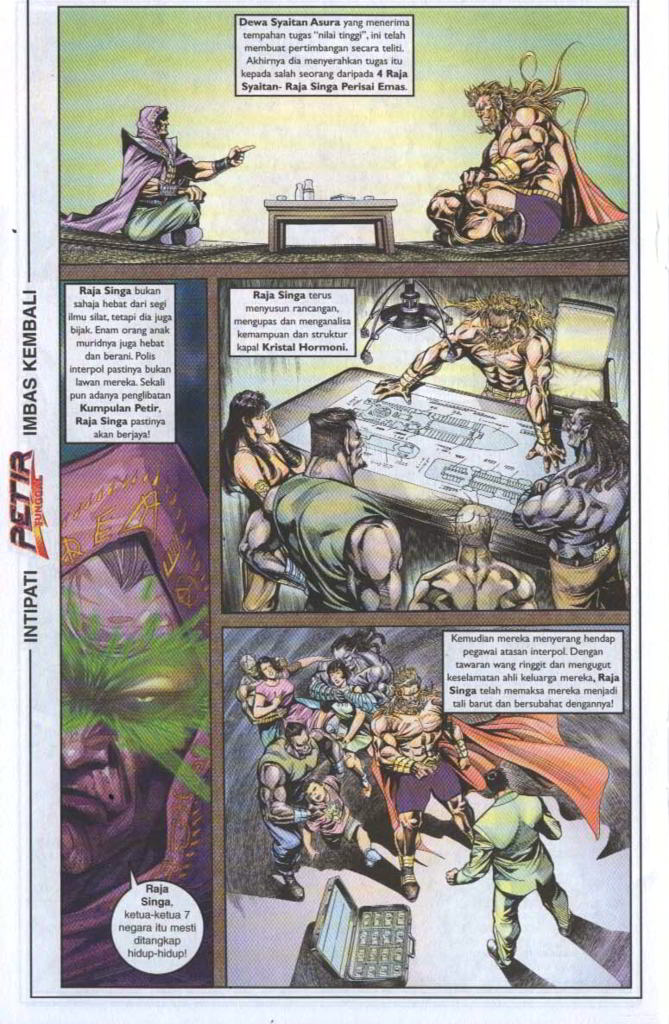 Dewa Syaitan Asura yang menerima
tempahan tugas "nilai tinggi", ini telah
membuat pertimbangan secara teliti.
Akhirnya dia menyerahkan tugas itu
kepada salah seorang daripada 4 Raja
Syaitan- Raja Singa Perisai Emas.
Raja Singa bukan
sahaja hebat dari segi
ilmu silat, tetapi dia juga
bijak. Enam orang anak
muridnya juga hebat
dan berani. Polis
interpol pastinya bukan
lawan mereka. Sekali
pun adanya penglibatan
Kumpulan Petir,
Raja Singa pastinya
akan berjaya!
Raja Singa terus
menyusun rancangan,
mengupas dan menganalisa
kemampuan dan struktur
kapal Kristal Hormoni.
Kemudian mereka menyerang hendap
pegawai atasan interpol. Dengan
tawaran wang ringgit dan mengugut
keselamatan ahli keluarga mereka, Raja
Singa telah memaksa mereka menjadi
tali barut dan bersubahat dengannya!
Raja
Singa,
ketua-ketua 7
negara itu mesti
ditangkap
hidup-hidup!
INTIPATI PETIR TUNGGAL IMBAS KEMBALI